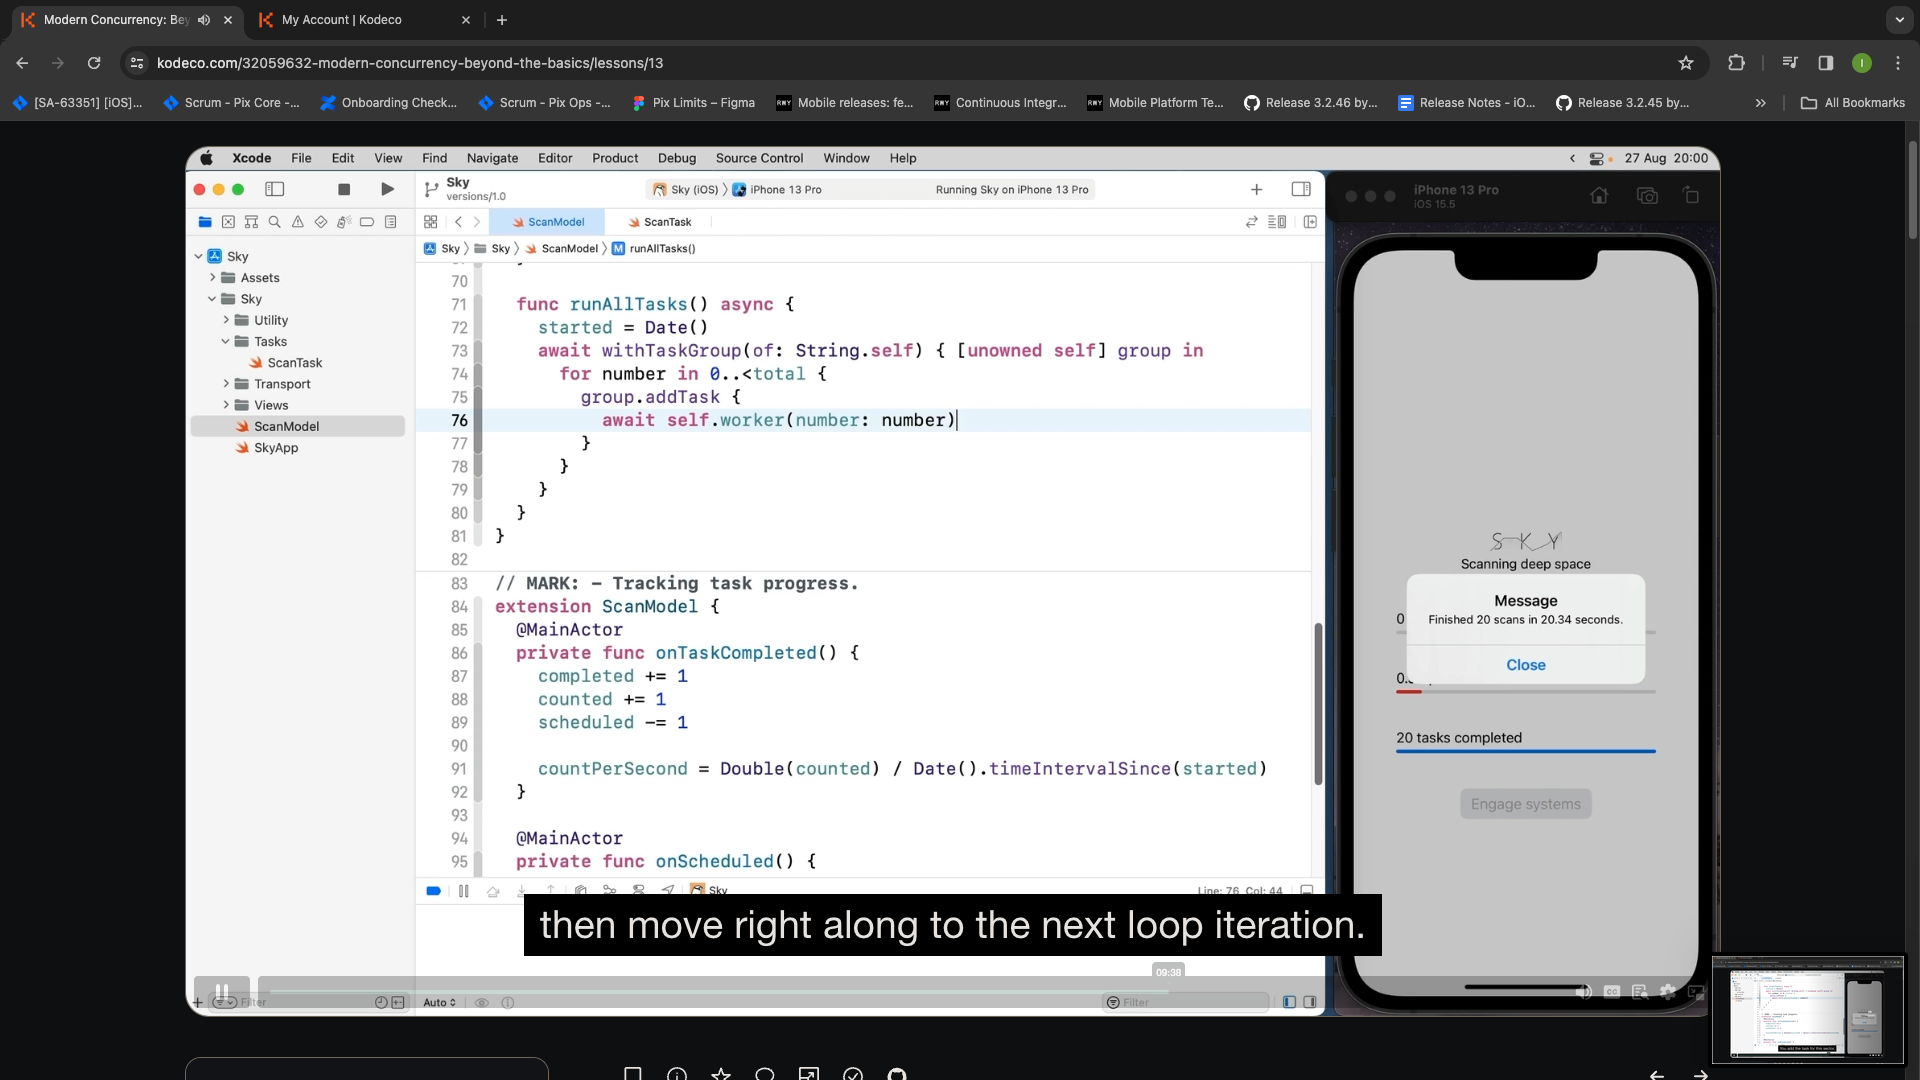 Modern Concurrency: Bey
My Account | Kodeco
kodeco.com/32059632-modern-concurrency-beyond-the-basics/lessons/13
I
[SA-63351] [iOS]...
Scrum - Pix Core -...
Onboarding Check...
Scrum - Pix Ops -...
Pix Limits – Figma
RWY
Mobile releases: fe...
RWY
Continuous Integr...
RWY
Mobile Platform Te...
Release 3.2.46 by...
Release Notes - iO...
Release 3.2.45 by...
All Bookmarks
Xcode File Edit View Find Navigate Editor Product Debug Source Control Window Help
27 Aug 20:00
Sky
versions/1.0
Sky (iOS)
iPhone 13 Pro
Running Sky on iPhone 13 Pro
iPhone 13 Pro
iOS 15.5
ScanModel
ScanTask
Sky
Sky
ScanModel
M runAllTasks()
Sky
Assets
Sky
Utility
Tasks
ScanTask
Transport
Views
ScanModel
SkyApp
70
71 func runAllTasks() async {
72 started = Date()
73 await withTaskGroup(of: String.self) { [unowned self] group in
74 for number in 0..<total {
75 group.addTask {
76 await self.worker(number: number)
77 }
78 }
79 }
80 }
81 }
82
83 // MARK: - Tracking task progress.
84 extension ScanModel {
85 @MainActor
86 private func onTaskCompleted() {
87 completed += 1
88 counted += 1
89 scheduled -= 1
90
91 countPerSecond = Double(counted) / Date().timeIntervalSince(started)
92 }
93
94 @MainActor
95 private func onScheduled() {
Sky
Line: 76 Col: 44
SKY
Scanning deep space
0
Message
Finished 20 scans in 20.34 seconds.
Close
20 tasks completed
Engage systems
then move right along to the next loop iteration.
09:38
Filter
Auto
Filter
CC